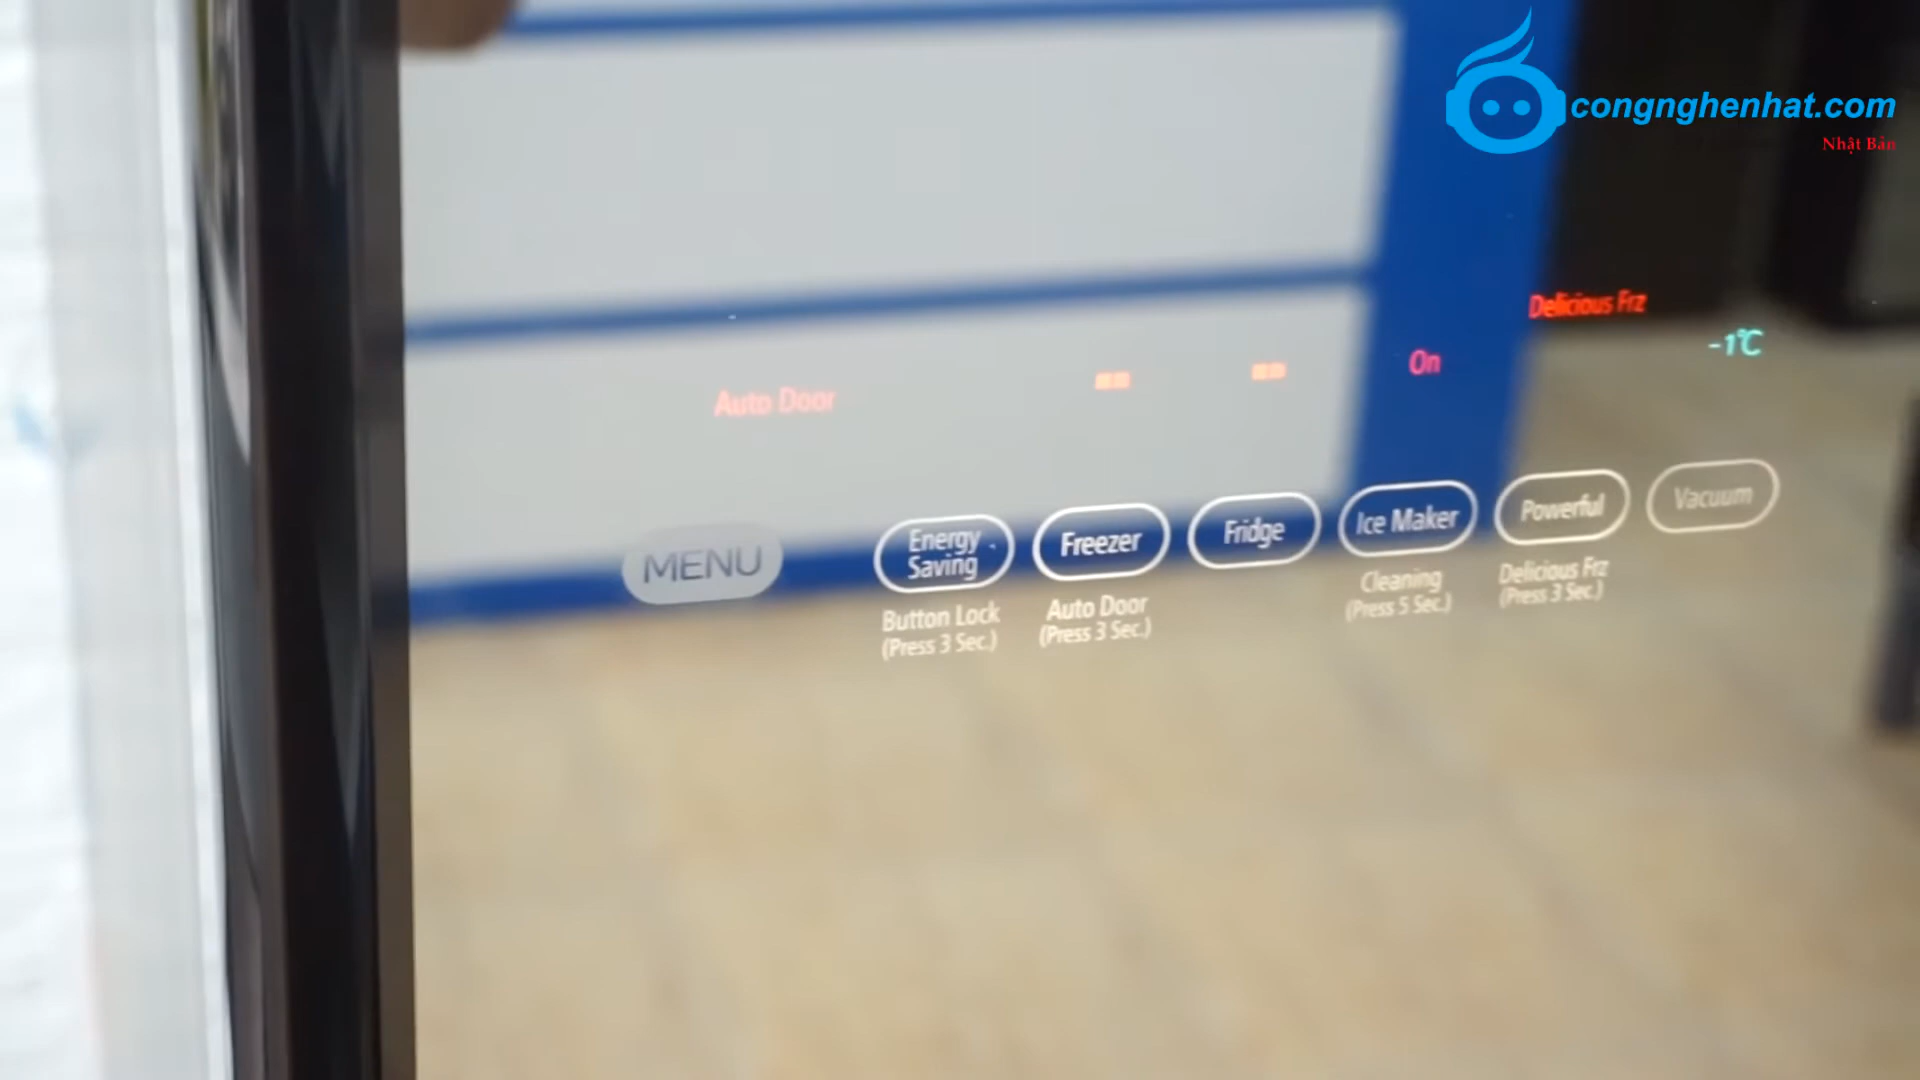 congnghenhat.com
Nhật Bản
Delicious Frz
-1℃
On
Auto Door
MENU
Energy
Saving
Freezer
Fridge
Ice Maker
Powerful
Vacuum
Button Lock
(Press 3 Sec.)
Auto Door
(Press 3 Sec.)
Cleaning
(Press 5 Sec.)
Delicious Frz
(Press 3 Sec.)